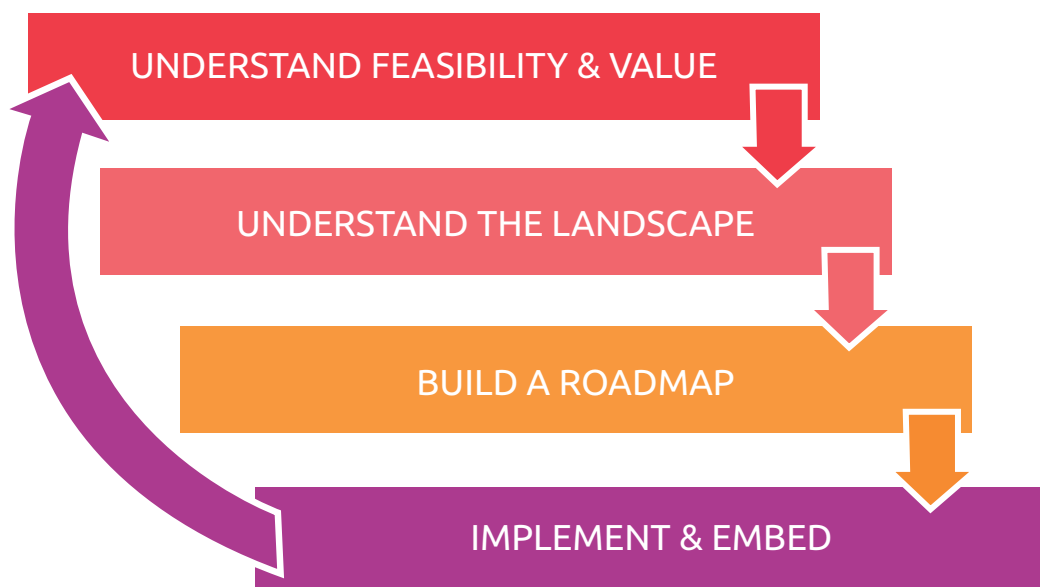 UNDERSTAND FEASIBILITY & VALUE
UNDERSTAND THE LANDSCAPE
BUILD A ROADMAP
IMPLEMENT & EMBED